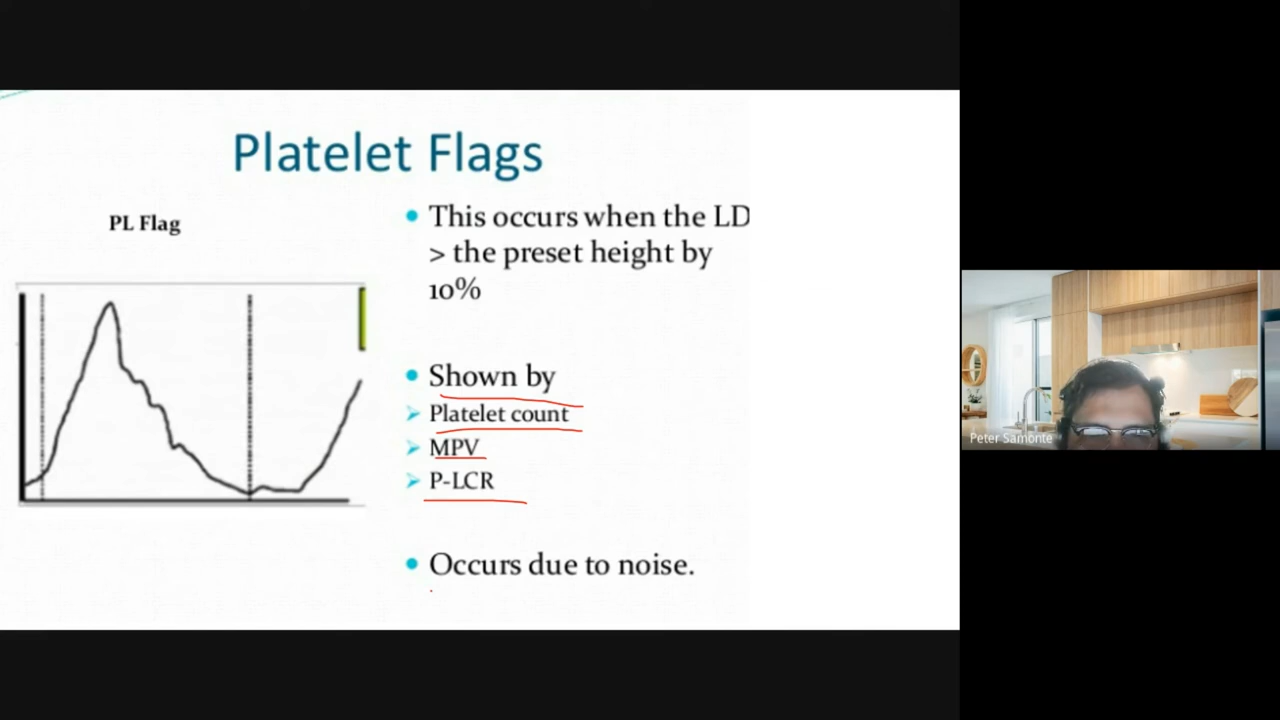 Platelet Flags
PL Flag
• This occurs when the LD
> the preset height by
10%
• Shown by
➢ Platelet count
➢ MPV
➢ P-LCR
• Occurs due to noise.
Peter Samonte